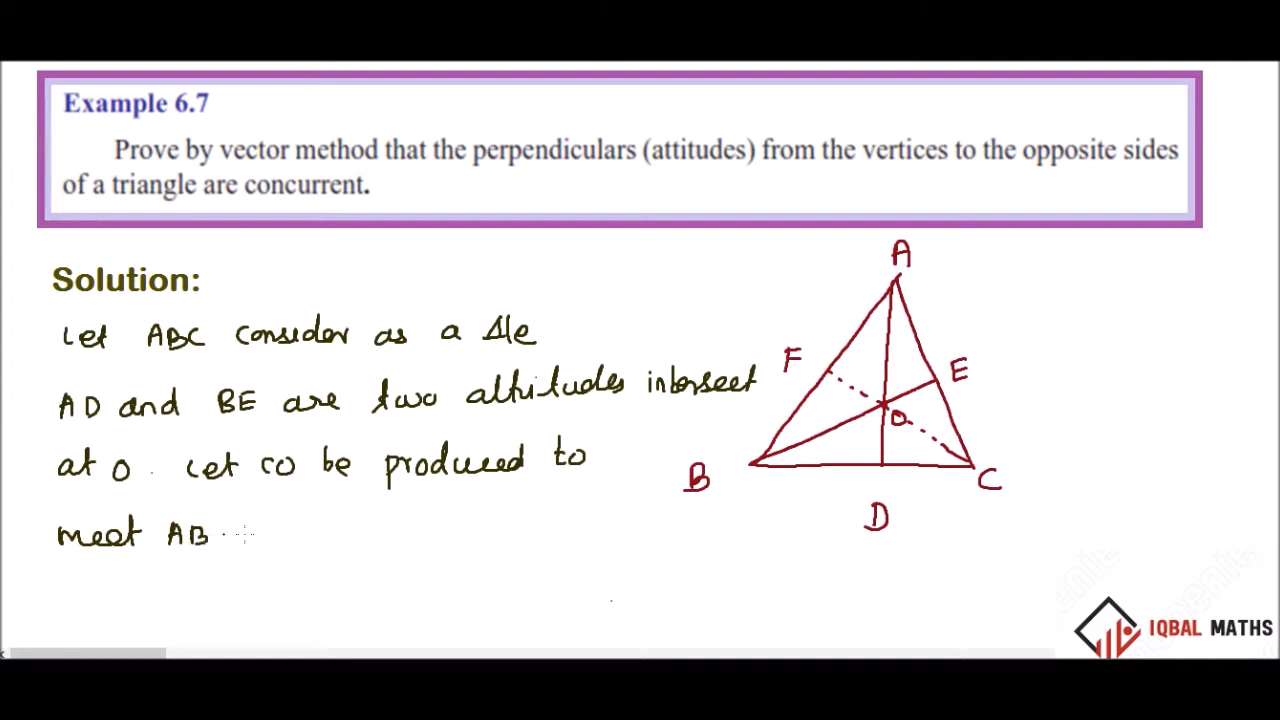 Example 6.7
Prove by vector method that the perpendiculars (attitudes) from the vertices to the opposite sides
of a triangle are concurrent.
Solution:
Let ABC consider as a Δle
AD and BE are two altitudes intersect
at O. Let CO be produced to
meet AB.
A
F
E
O
B
C
D
IQBAL MATHS